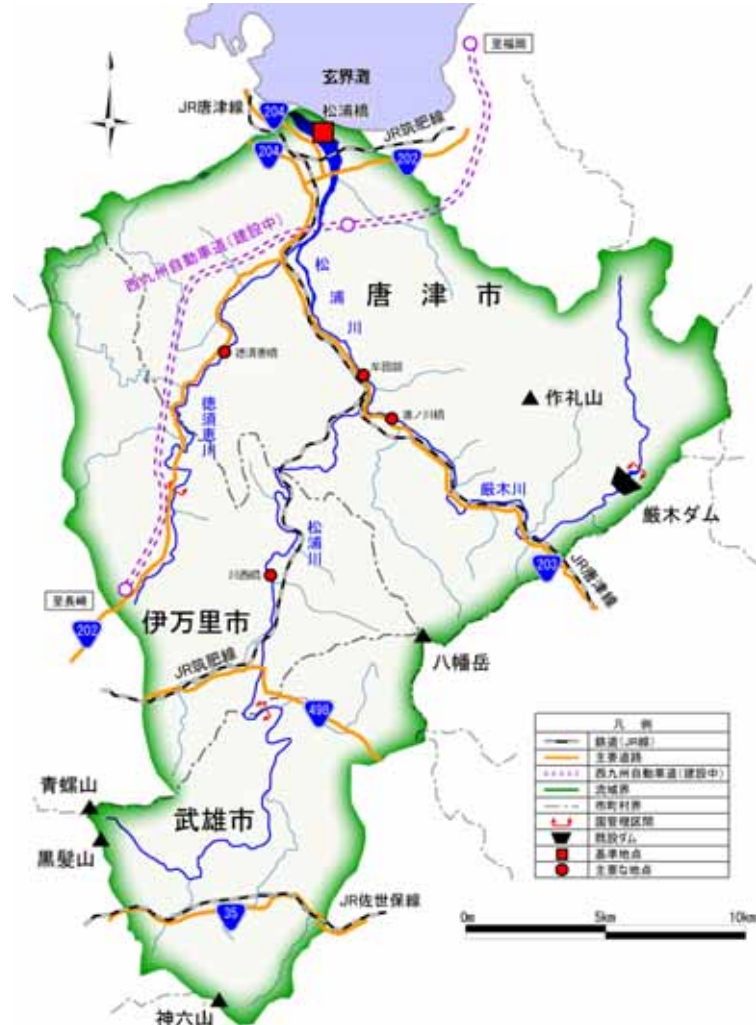 至福岡
玄界灘
JR唐津線
204
松浦橋
JR筑肥線
204
202
西九州自動車道(建設中)
松浦川
唐津市
徳須恵橋
牟田部
作礼山
徳須恵川
厳木川
厳木ダム
松浦川
川西橋
203
JR唐津線
至長崎
202
伊万里市
八幡岳
JR筑肥線
498
青螺山
武雄市
黒髪山
35
JR佐世保線
神六山
凡例
鉄道(JR線)
主要道路
西九州自動車道(建設中)
流域界
市町村界
国管理区間
既設ダム
基準地点
主要な地点
0m 5km 10km